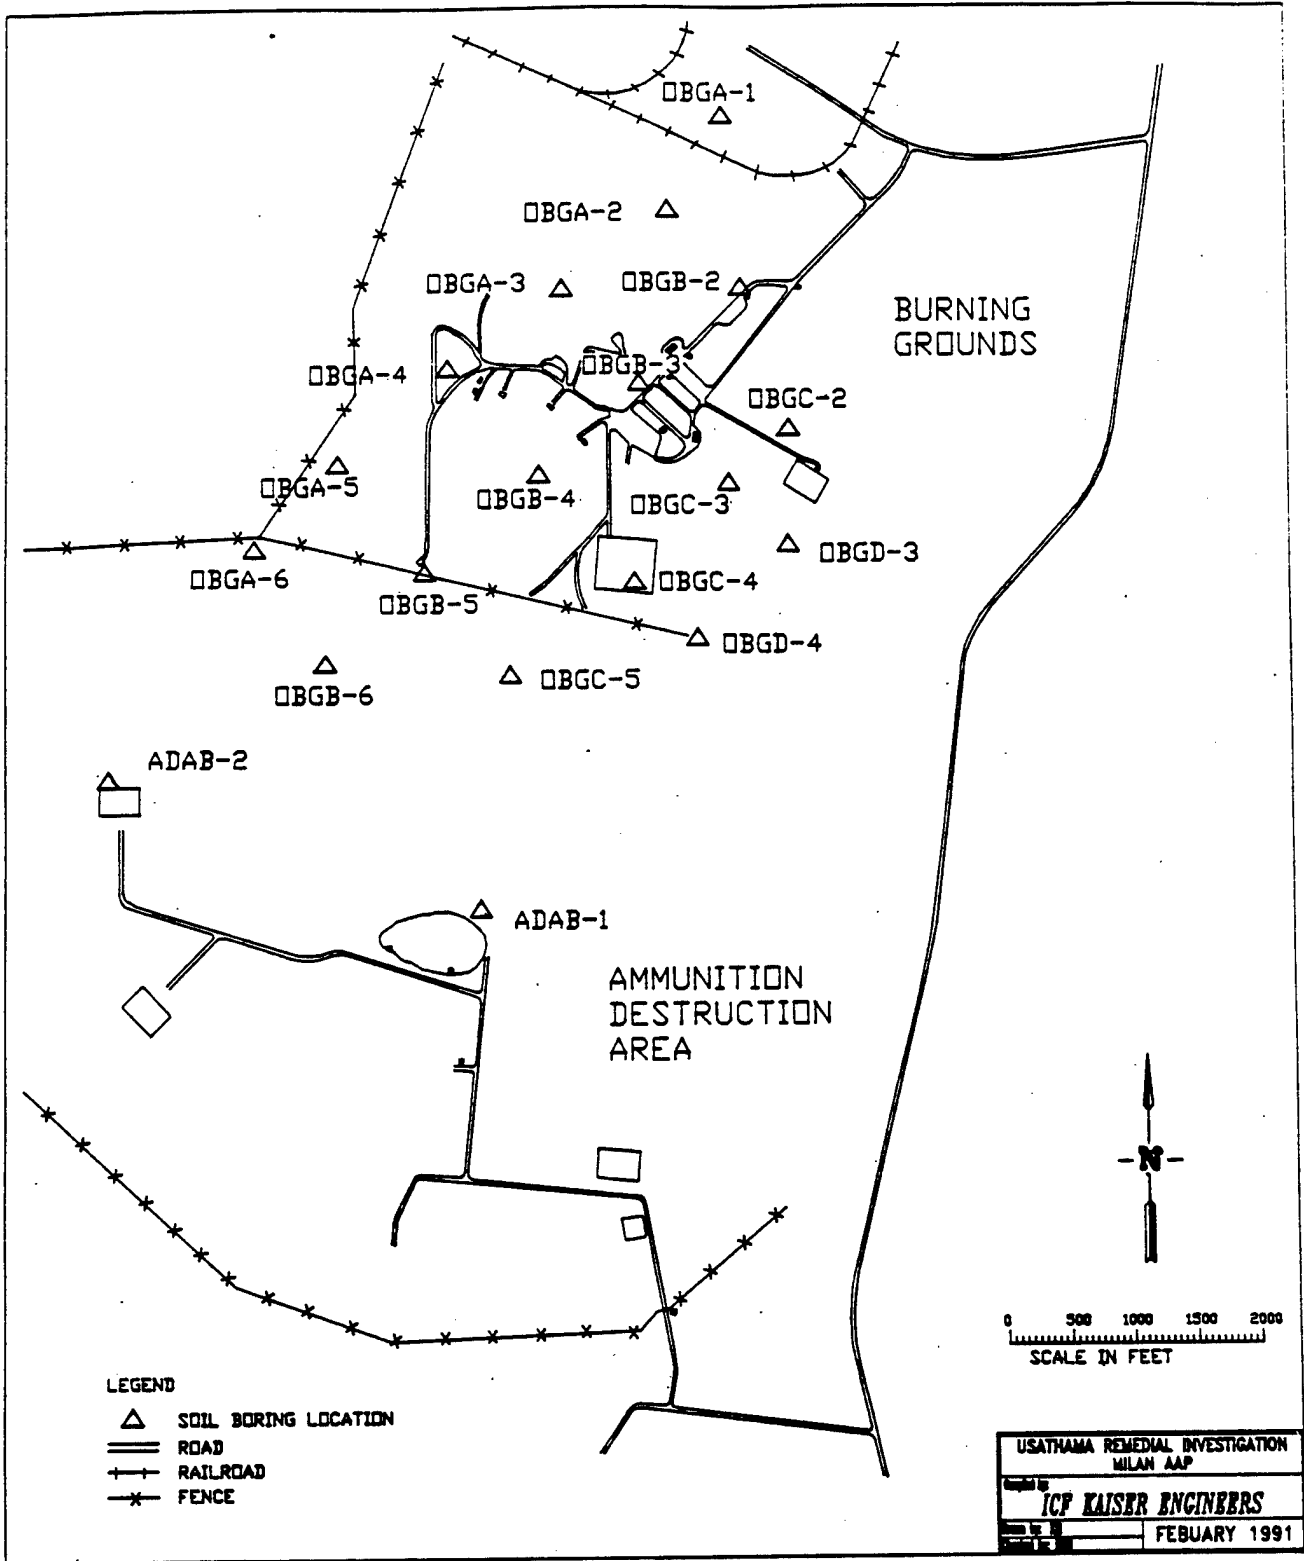 OBGA-1
OBGA-2
OBGA-3
OBGB-2
BURNING
GROUNDS
OBGB-3
OBGA-4
OBGC-2
OBGA-5
OBGB-4
OBGC-3
OBGD-3
OBGA-6
OBGC-4
OBGB-5
OBGD-4
OBGC-5
OBGB-6
ADAB-2
ADAB-1
AMMUNITION
DESTRUCTION
AREA
N
0 500 1000 1500 2000
SCALE IN FEET
LEGEND
SOIL BORING LOCATION
ROAD
RAILROAD
FENCE
USATHAMA REMEDIAL INVESTIGATION
MILAN AAP
ICF KAISER ENGINEERS
FEBUARY 1991